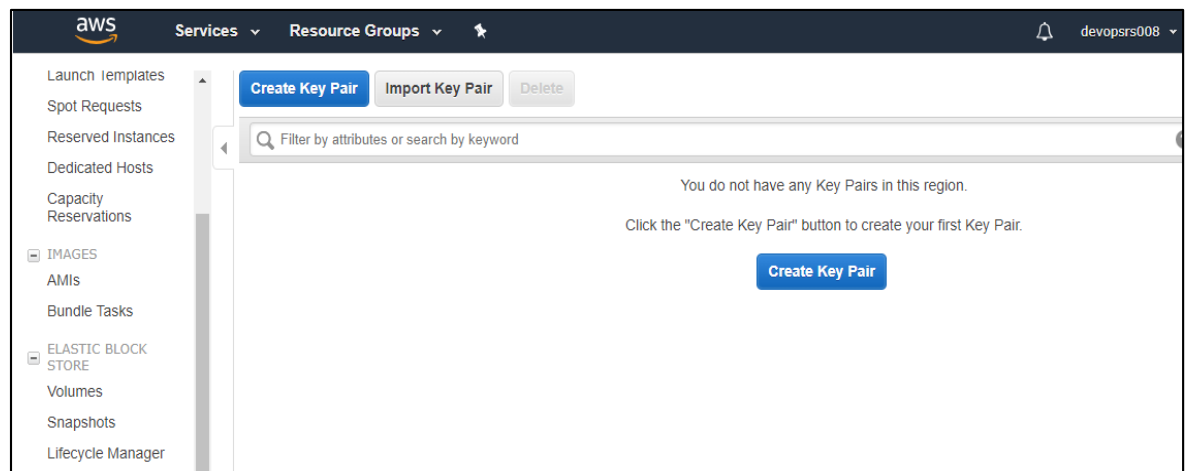 aws Services Resource Groups devopsrs008
Launch Templates
Spot Requests
Reserved Instances
Dedicated Hosts
Capacity
Reservations
IMAGES
AMIs
Bundle Tasks
ELASTIC BLOCK
STORE
Volumes
Snapshots
Lifecycle Manager
Create Key Pair Import Key Pair Delete
Filter by attributes or search by keyword
You do not have any Key Pairs in this region.
Click the "Create Key Pair" button to create your first Key Pair.
Create Key Pair